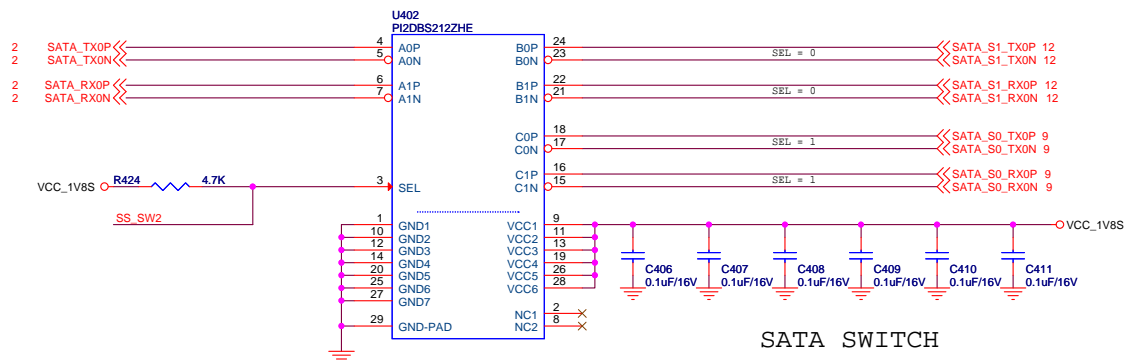 U402
PI2DBS212ZHE
2 SATA_TX0P 4 A0P B0P 24 SATA_S1_TX0P 12
SEL = 0
2 SATA_TX0N 5 A0N B0N 23 SATA_S1_TX0N 12
2 SATA_RX0P 6 A1P B1P 22 SATA_S1_RX0P 12
SEL = 0
2 SATA_RX0N 7 A1N B1N 21 SATA_S1_RX0N 12
C0P 18 SATA_S0_TX0P 9
SEL = 1
C0N 17 SATA_S0_TX0N 9
C1P 16 SATA_S0_RX0P 9
SEL = 1
C1N 15 SATA_S0_RX0N 9
VCC_1V8S R424 4.7K 3 SEL
SS_SW2
1 GND1 VCC1 9 VCC_1V8S
10 GND2 VCC2 11
12 GND3 VCC3 13
14 GND4 VCC4 19
20 GND5 VCC5 26
25 GND6 VCC6 28
27 GND7
C406 C407 C408 C409 C410 C411
0.1uF/16V 0.1uF/16V 0.1uF/16V 0.1uF/16V 0.1uF/16V 0.1uF/16V
NC1 2
29 GND-PAD NC2 8
SATA SWITCH